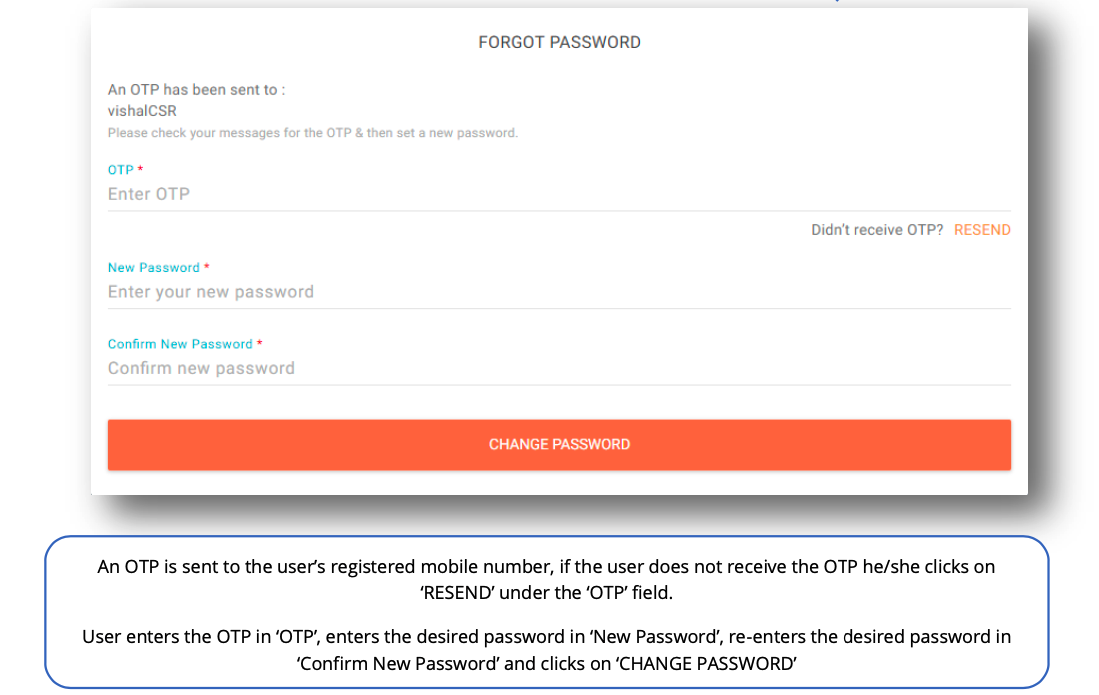 FORGOT PASSWORD
An OTP has been sent to :
vishalCSR
Please check your messages for the OTP & then set a new password.
OTP *
Enter OTP
Didn't receive OTP? RESEND
New Password *
Enter your new password
Confirm New Password *
Confirm new password
CHANGE PASSWORD
An OTP is sent to the user’s registered mobile number, if the user does not receive the OTP he/she clicks on
‘RESEND’ under the ‘OTP’ field.
User enters the OTP in ‘OTP’, enters the desired password in ‘New Password’, re-enters the desired password in
‘Confirm New Password’ and clicks on ‘CHANGE PASSWORD’